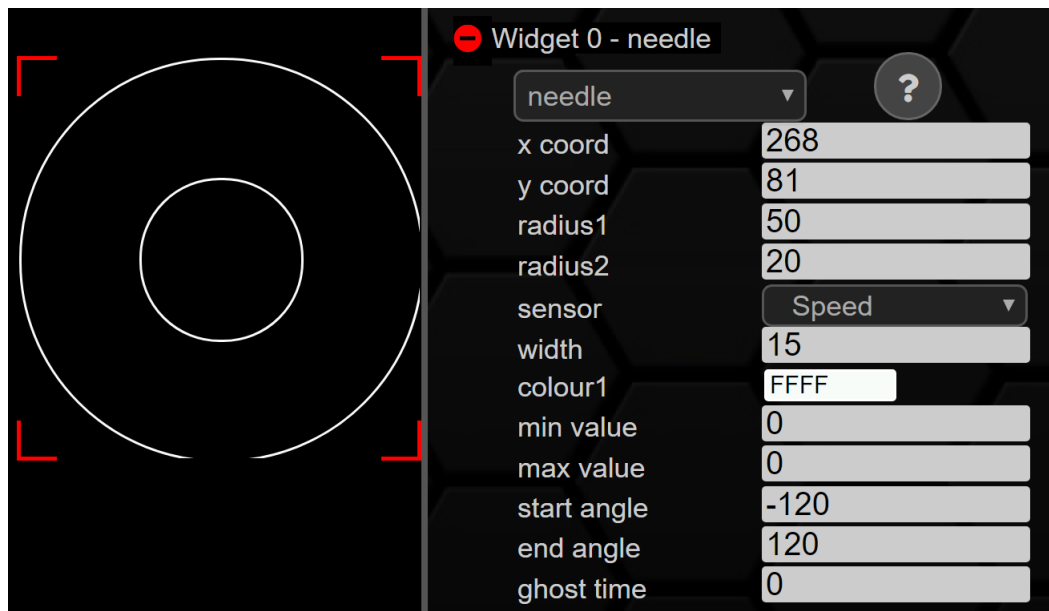 Widget 0 - needle
needle ▼
?
x coord 268
y coord 81
radius1 50
radius2 20
sensor Speed ▼
width 15
colour1 FFFF
min value 0
max value 0
start angle -120
end angle 120
ghost time 0